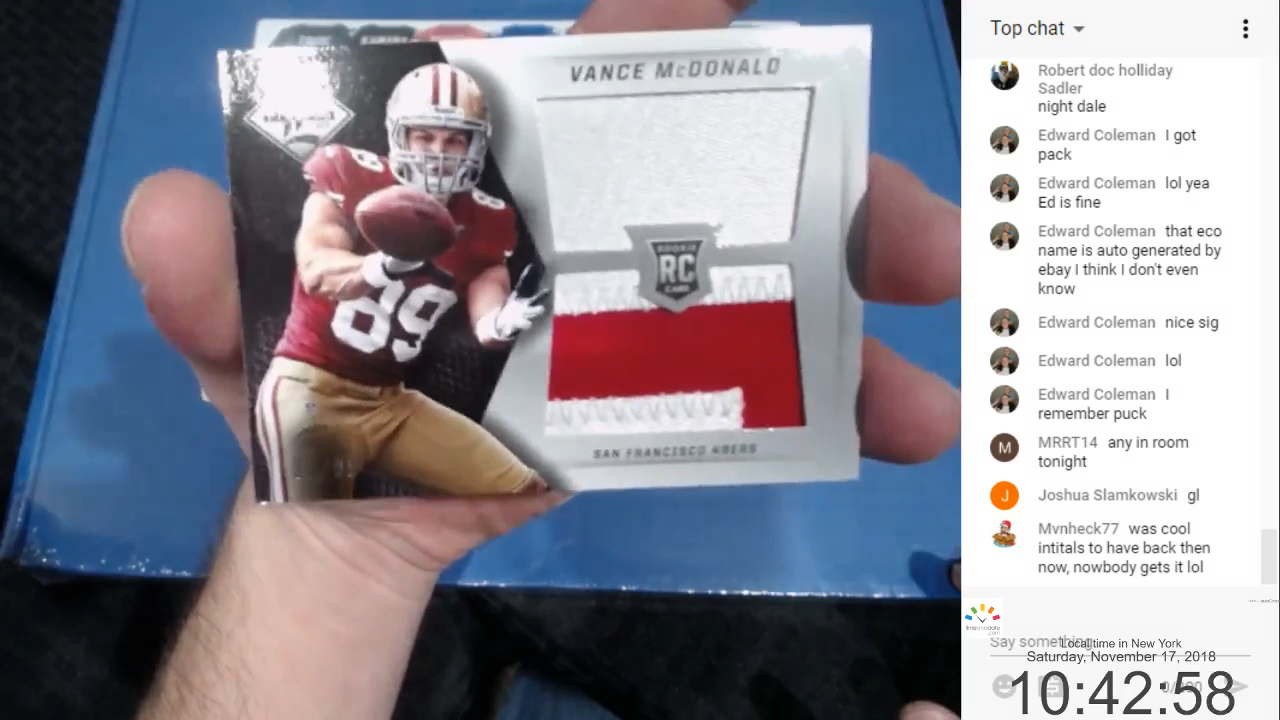 VANCE McDONALD
89
8
89
ROOKIE
RC
CARD
SAN FRANCISCO 49ERS
Top chat
Robert doc holliday
Sadler
night dale
Edward Coleman I got
pack
Edward Coleman lol yea
Ed is fine
Edward Coleman that eco
name is auto generated by
ebay I think I don't even
know
Edward Coleman nice sig
Edward Coleman lol
Edward Coleman I
remember puck
M MRRT14 any in room
tonight
J Joshua Slamkowski gl
Mvnheck77 was cool
intitals to have back then
now, nowbody gets it lol
Say something
Local time in New York
Saturday, November 17, 2018
10:42:58